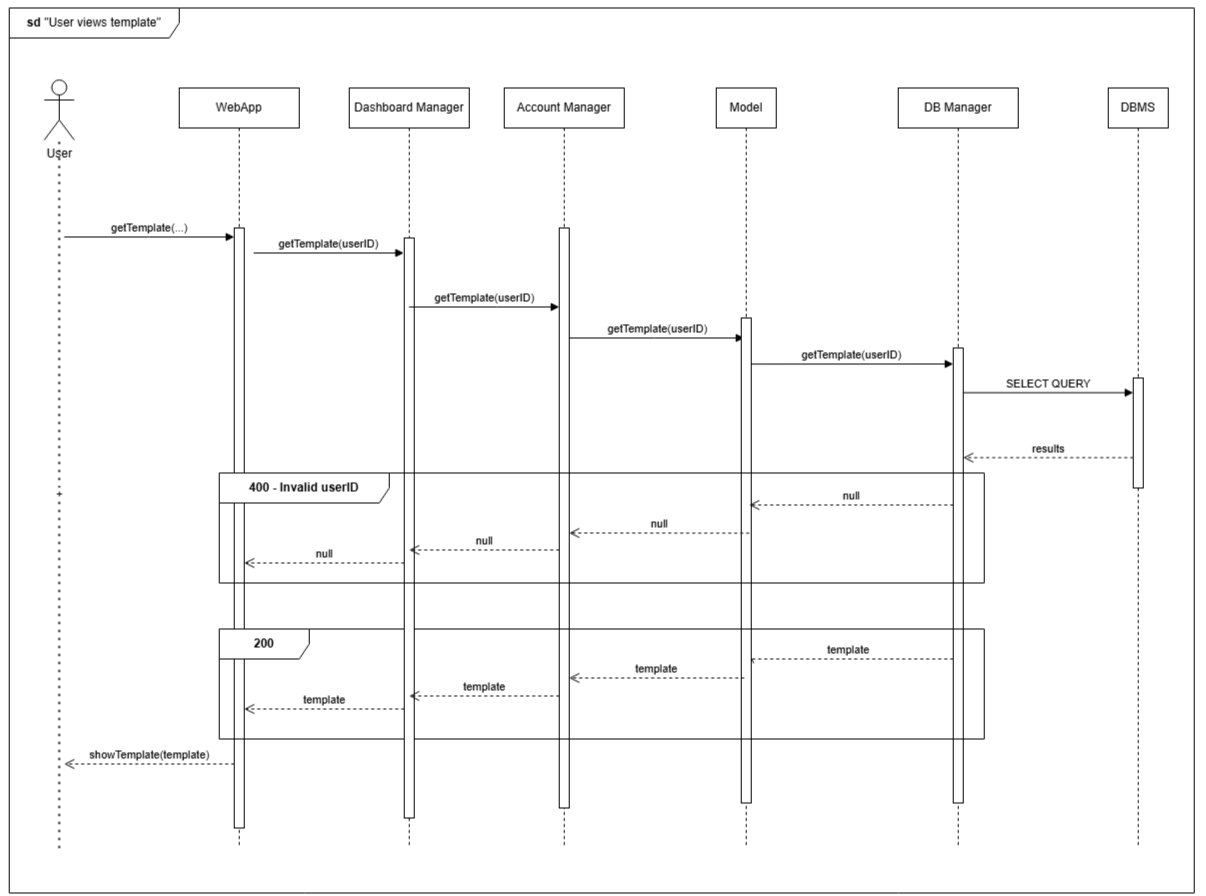 sd "User views template"
User
WebApp
Dashboard Manager
Account Manager
Model
DB Manager
DBMS
getTemplate(...)
getTemplate(userID)
getTemplate(userID)
getTemplate(userID)
getTemplate(userID)
SELECT QUERY
results
400 - Invalid userID
null
null
null
null
200
template
template
template
template
showTemplate(template)